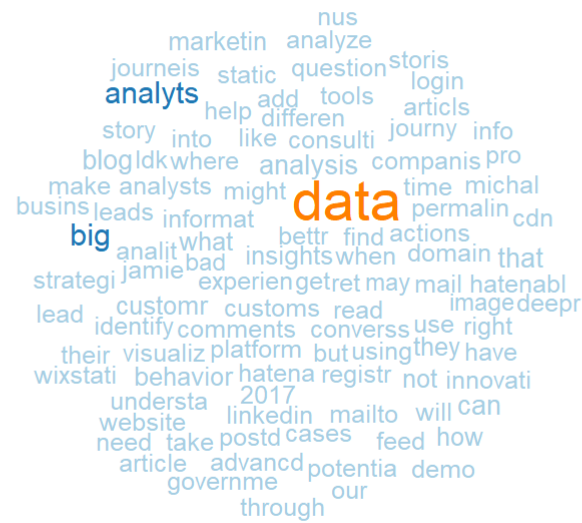 nus
marketin analyze
journeis static question storis
analyts help add tools login
differen articls
story into like consulti journy info
blog ldk where analysis companis pro
make analysts might data time michal
busins leads informat permalin cdn
big what bettr find actions
analit insights when domain that
strategi jamie bad experien get ret may mail hatenabl
lead customr customs read image deepr
identify comments converss use right
their visualiz platform but using they have
wixstati behavior hatena registr not innovati
understa 2017 will can
website linkedin mailto
need take postd cases feed how
article advancd potentia demo
governme our
through